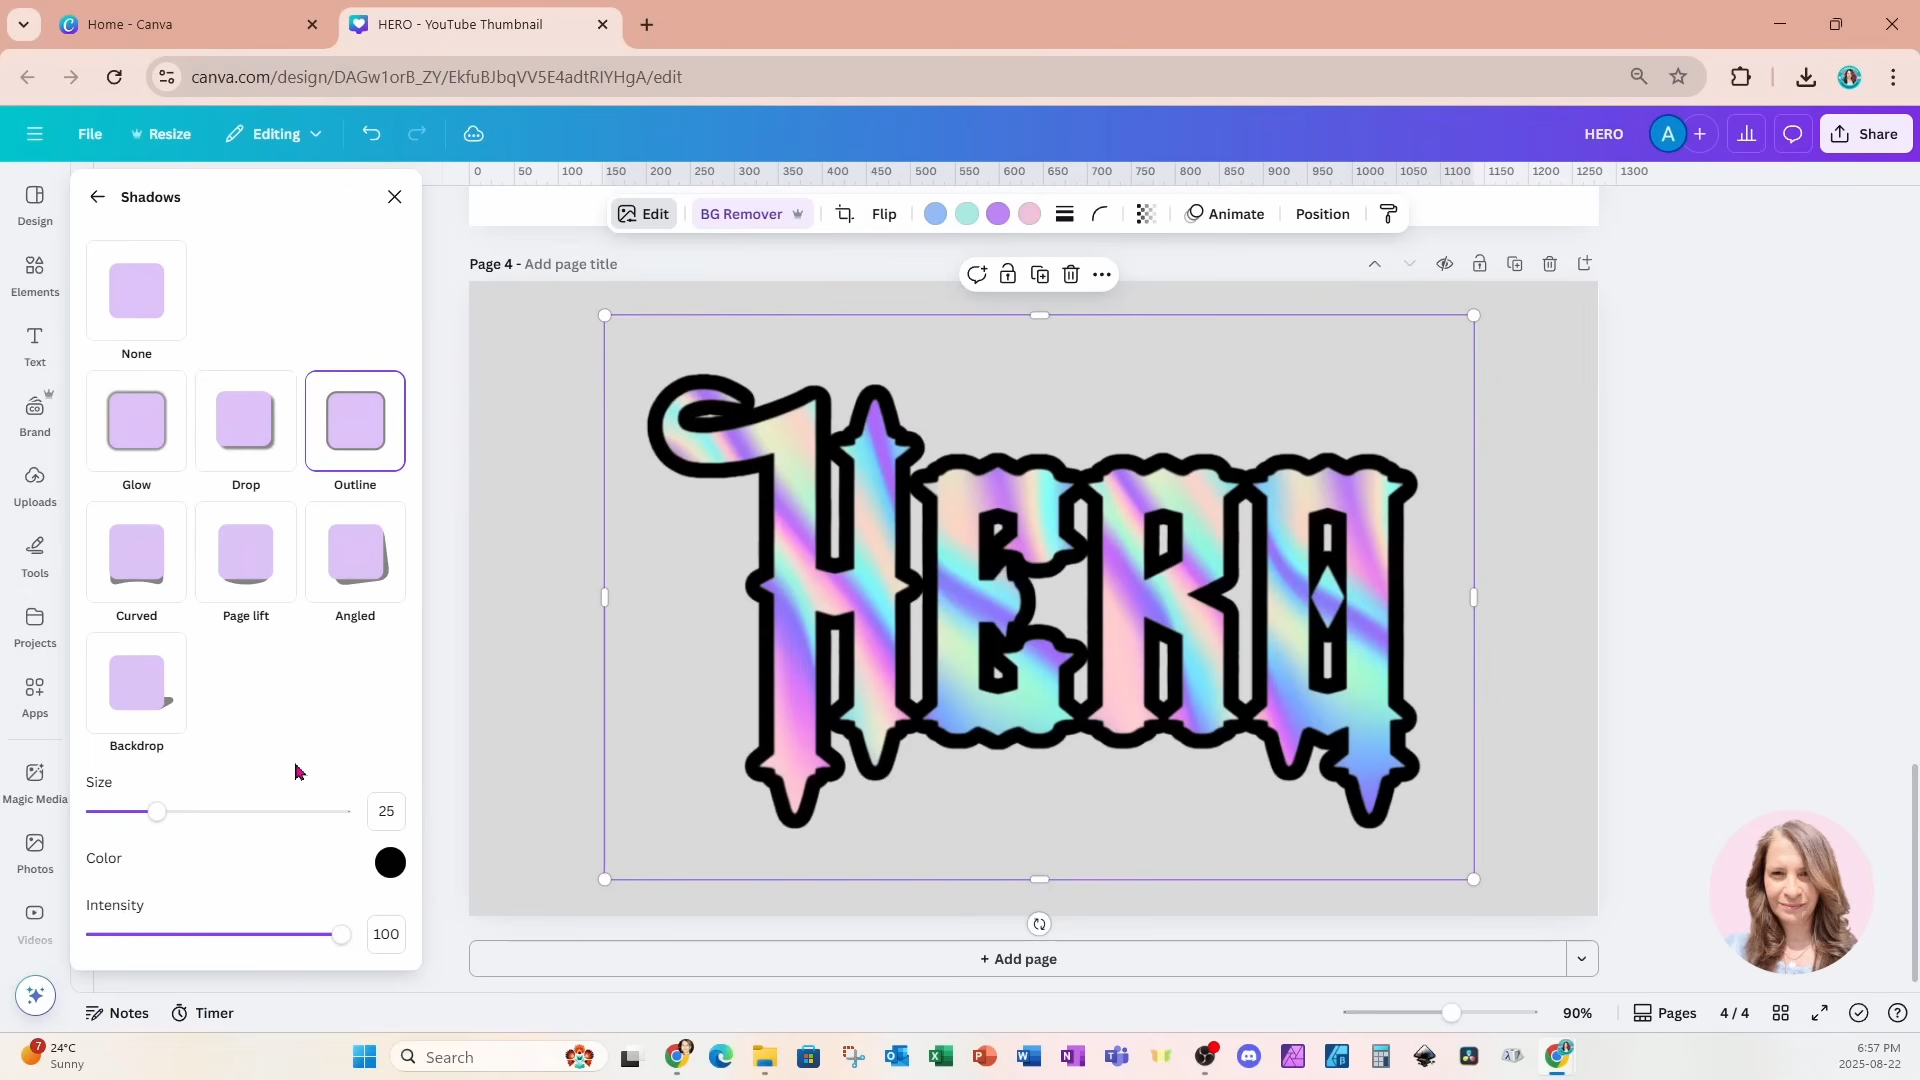 Home - Canva
HERO - YouTube Thumbnail
canva.com/design/DAGw1orB_ZY/EkfuBJbqVV5E4adtRIYHgA/edit
File
Resize
Editing
HERO
A
Share
0 50 100 150 200 250 300 350 400 450 500 550 600 650 700 750 800 850 900 950 1000 1050 1100 1150 1200 1250 1300
Design
Elements
Text
Brand
Uploads
Tools
Projects
Apps
Magic Media
Photos
Videos
Shadows
None
Glow
Drop
Outline
Curved
Page lift
Angled
Backdrop
Size
25
Color
Intensity
100
Edit
BG Remover
Flip
Animate
Position
Page 4 - Add page title
HERO
+ Add page
Notes
Timer
90%
Pages
4 / 4
7
24°C
Sunny
Search
6:57 PM
2025-08-22